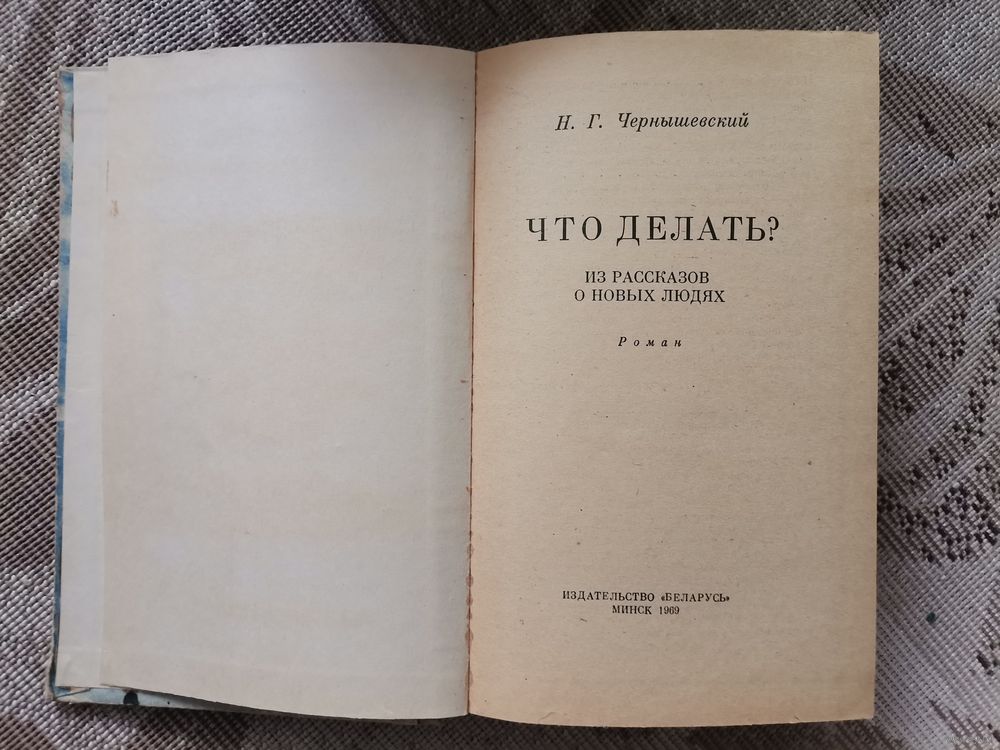 Н. Г. Чернышевский
ЧТО ДЕЛАТЬ?
ИЗ РАССКАЗОВ
О НОВЫХ ЛЮДЯХ
Роман
ИЗДАТЕЛЬСТВО «БЕЛАРУСЬ»
МИНСК 1969